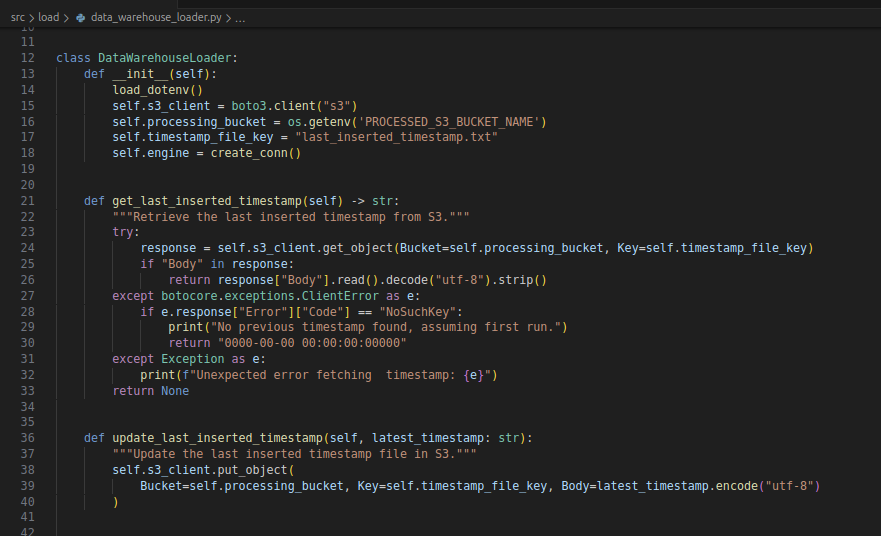 src > load > data_warehouse_loader.py > ...
10
11
12 class DataWarehouseLoader:
13     def __init__(self):
14         load_dotenv()
15         self.s3_client = boto3.client("s3")
16         self.processing_bucket = os.getenv('PROCESSED_S3_BUCKET_NAME')
17         self.timestamp_file_key = "last_inserted_timestamp.txt"
18         self.engine = create_conn()
19
20
21     def get_last_inserted_timestamp(self) -> str:
22         """Retrieve the last inserted timestamp from S3."""
23         try:
24             response = self.s3_client.get_object(Bucket=self.processing_bucket, Key=self.timestamp_file_key)
25             if "Body" in response:
26                 return response["Body"].read().decode("utf-8").strip()
27         except botocore.exceptions.ClientError as e:
28             if e.response["Error"]["Code"] == "NoSuchKey":
29                 print("No previous timestamp found, assuming first run.")
30                 return "0000-00-00 00:00:00:00000"
31         except Exception as e:
32             print(f"Unexpected error fetching  timestamp: {e}")
33         return None
34
35
36     def update_last_inserted_timestamp(self, latest_timestamp: str):
37         """Update the last inserted timestamp file in S3."""
38         self.s3_client.put_object(
39             Bucket=self.processing_bucket, Key=self.timestamp_file_key, Body=latest_timestamp.encode("utf-8")
40         )
41
42